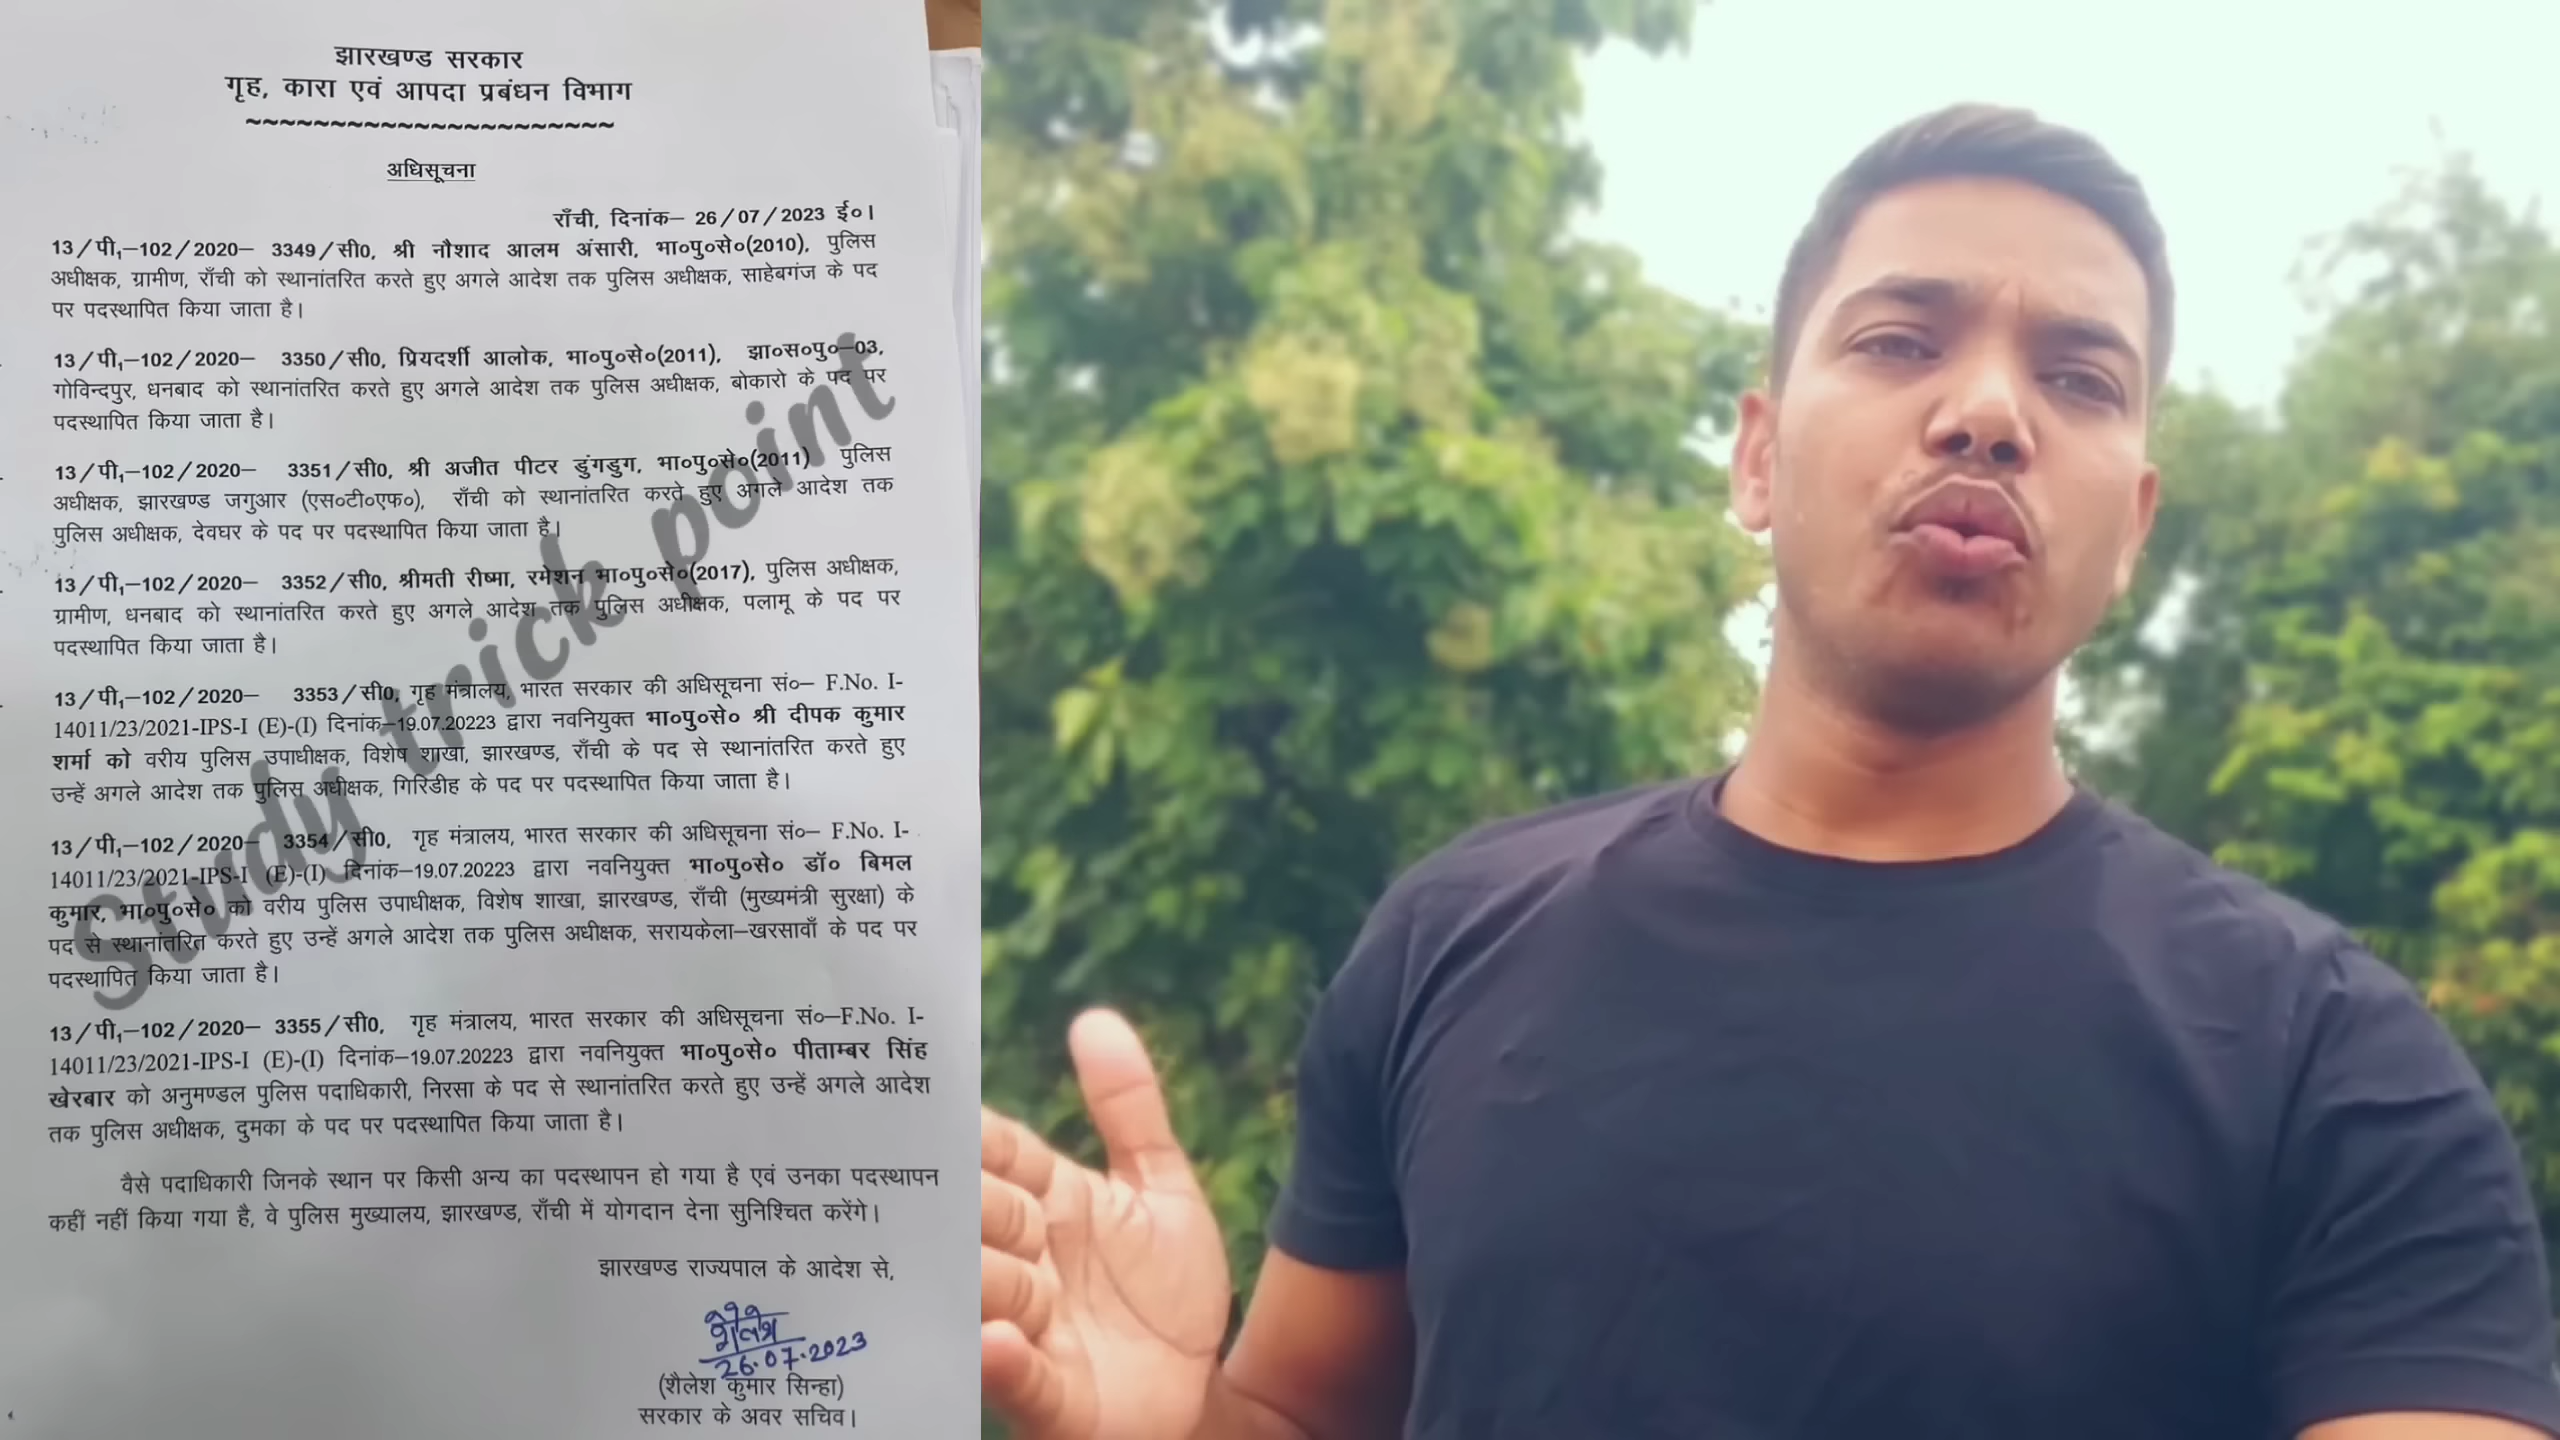 झारखण्ड सरकार
गृह, कारा एवं आपदा प्रबंधन विभाग
~~~~~~~~~~~~~~~~~~~~~~
अधिसूचना
राँची, दिनांक– 26/07/2023 ई०।
13/पी1–102/2020– 3349/सी0, श्री नौशाद आलम अंसारी, भा०पु०से०(2010), पुलिस
अधीक्षक, ग्रामीण, राँची को स्थानांतरित करते हुए अगले आदेश तक पुलिस अधीक्षक, साहेबगंज के पद
पर पदस्थापित किया जाता है।
13/पी1–102/2020– 3350/सी0, प्रियदर्शी आलोक, भा०पु०से०(2011), झा०स०पु०–03,
गोविन्दपुर, धनबाद को स्थानांतरित करते हुए अगले आदेश तक पुलिस अधीक्षक, बोकारो के पद पर
पदस्थापित किया जाता है।
13/पी1–102/2020– 3351/सी0, श्री अजीत पीटर डुंगडुग, भा०पु०से०(2011) पुलिस
अधीक्षक, झारखण्ड जगुआर (एस०टी०एफ०), राँची को स्थानांतरित करते हुए अगले आदेश तक
पुलिस अधीक्षक, देवघर के पद पर पदस्थापित किया जाता है।
13/पी1–102/2020– 3352/सी0, श्रीमती रीष्मा, रमेशन भा०पु०से०(2017), पुलिस अधीक्षक,
ग्रामीण, धनबाद को स्थानांतरित करते हुए अगले आदेश तक पुलिस अधीक्षक, पलामू के पद पर
पदस्थापित किया जाता है।
13/पी1–102/2020– 3353/सी0, गृह मंत्रालय, भारत सरकार की अधिसूचना सं०– F.No. I-
14011/23/2021-IPS-I (E)-(I) दिनांक–19.07.20223 द्वारा नवनियुक्त भा०पु०से० श्री दीपक कुमार
शर्मा को वरीय पुलिस उपाधीक्षक, विशेष शाखा, झारखण्ड, राँची के पद से स्थानांतरित करते हुए
उन्हें अगले आदेश तक पुलिस अधीक्षक, गिरिडीह के पद पर पदस्थापित किया जाता है।
13/पी1–102/2020– 3354/सी0, गृह मंत्रालय, भारत सरकार की अधिसूचना सं०– F.No. I-
14011/23/2021-IPS-I (E)-(I) दिनांक–19.07.20223 द्वारा नवनियुक्त भा०पु०से० डॉ० बिमल
कुमार, भा०पु०से० को वरीय पुलिस उपाधीक्षक, विशेष शाखा, झारखण्ड, राँची (मुख्यमंत्री सुरक्षा) के
पद से स्थानांतरित करते हुए उन्हें अगले आदेश तक पुलिस अधीक्षक, सरायकेला–खरसावाँ के पद पर
पदस्थापित किया जाता है।
13/पी1–102/2020– 3355/सी0, गृह मंत्रालय, भारत सरकार की अधिसूचना सं०–F.No. I-
14011/23/2021-IPS-I (E)-(I) दिनांक–19.07.20223 द्वारा नवनियुक्त भा०पु०से० पीताम्बर सिंह
खेरबार को अनुमण्डल पुलिस पदाधिकारी, निरसा के पद से स्थानांतरित करते हुए उन्हें अगले आदेश
तक पुलिस अधीक्षक, दुमका के पद पर पदस्थापित किया जाता है।
वैसे पदाधिकारी जिनके स्थान पर किसी अन्य का पदस्थापन हो गया है एवं उनका पदस्थापन
कहीं नहीं किया गया है, वे पुलिस मुख्यालय, झारखण्ड, राँची में योगदान देना सुनिश्चित करेंगे।
झारखण्ड राज्यपाल के आदेश से,
शैलेश
26.07.2023
(शैलेश कुमार सिन्हा)
सरकार के अवर सचिव।
Study trick point